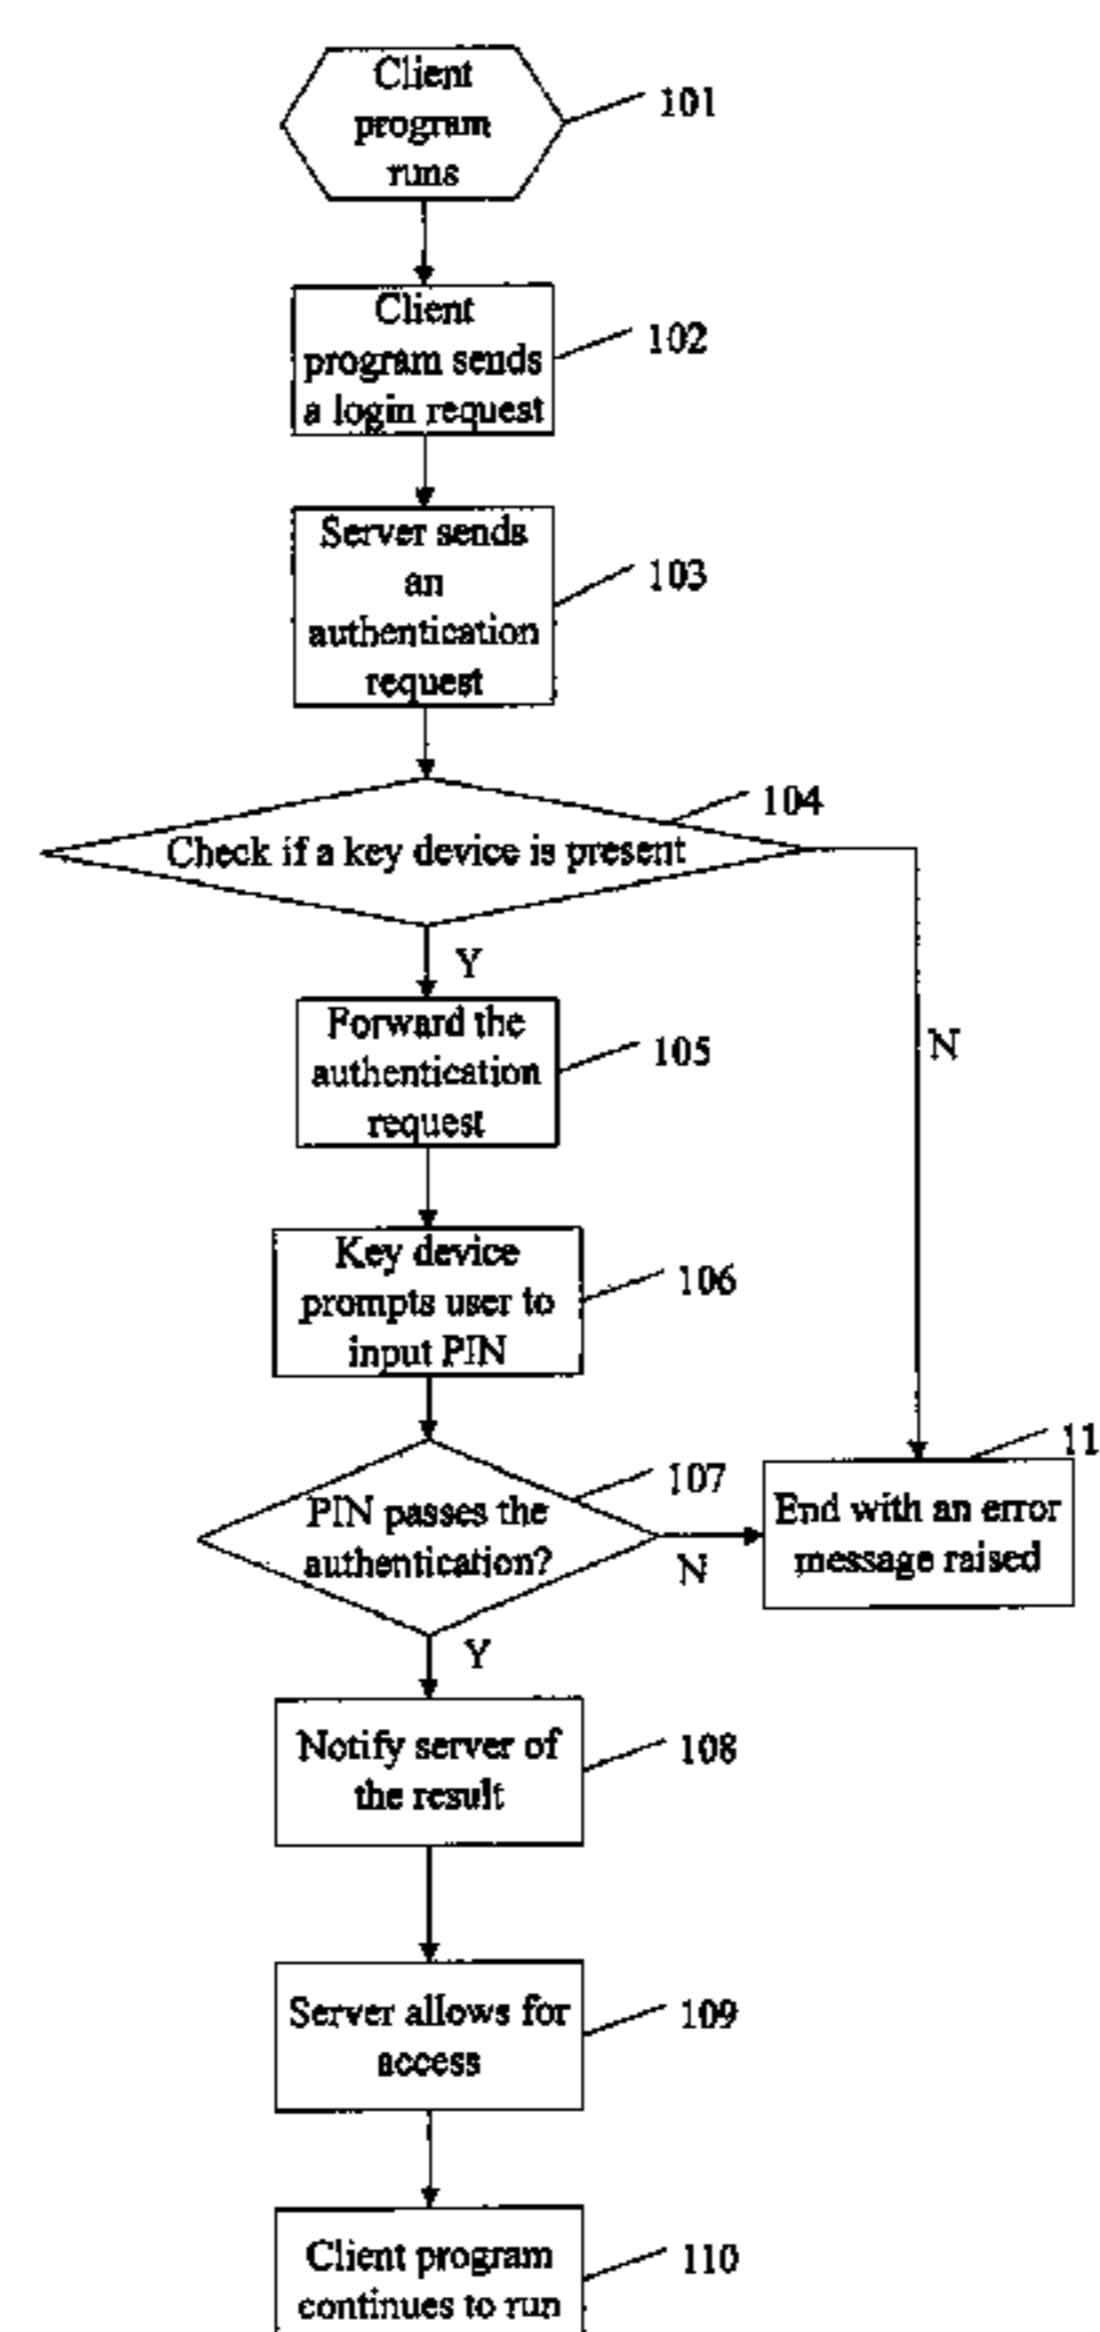 Client
program
runs
101
Client
program sends
a login request
102
Server sends
an
authentication
request
103
Check if a key device is present
104
Y
N
Forward the
authentication
request
105
Key device
prompts user to
input PIN
106
PIN passes the
authentication?
107
N
Y
End with an error
message raised
11
Notify server of
the result
108
Server allows for
access
109
Client program
continues to run
110